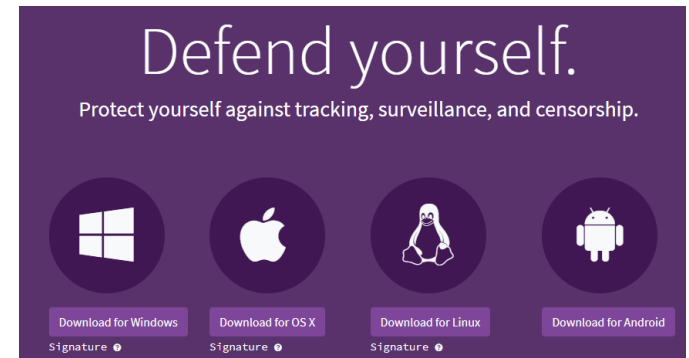 Defend yourself.
Protect yourself against tracking, surveillance, and censorship.
Download for Windows
Download for OS X
Download for Linux
Download for Android
Signature ?
Signature ?
Signature ?